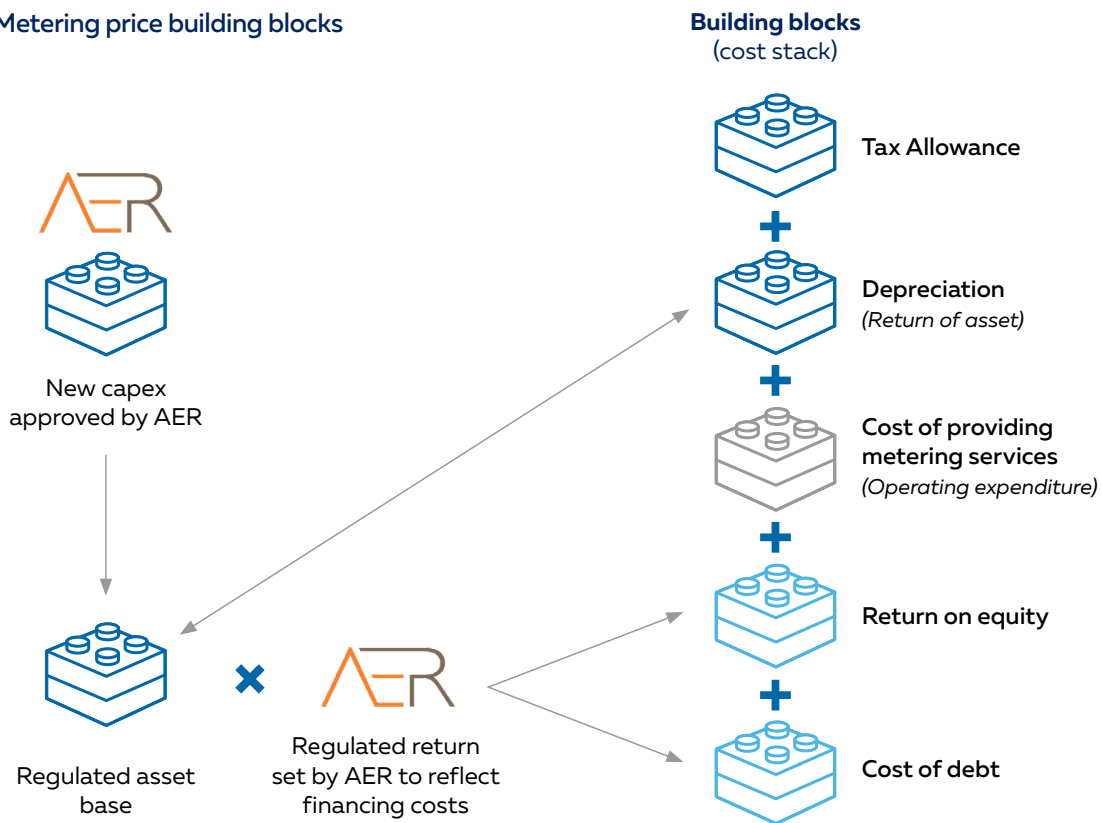 Metering price building blocks
Building blocks
(cost stack)
Tax Allowance
AER
New capex
approved by AER
Depreciation
(Return of asset)
Cost of providing
metering services
(Operating expenditure)
Return on equity
Regulated asset
base
AER
Regulated return
set by AER to reflect
financing costs
Cost of debt